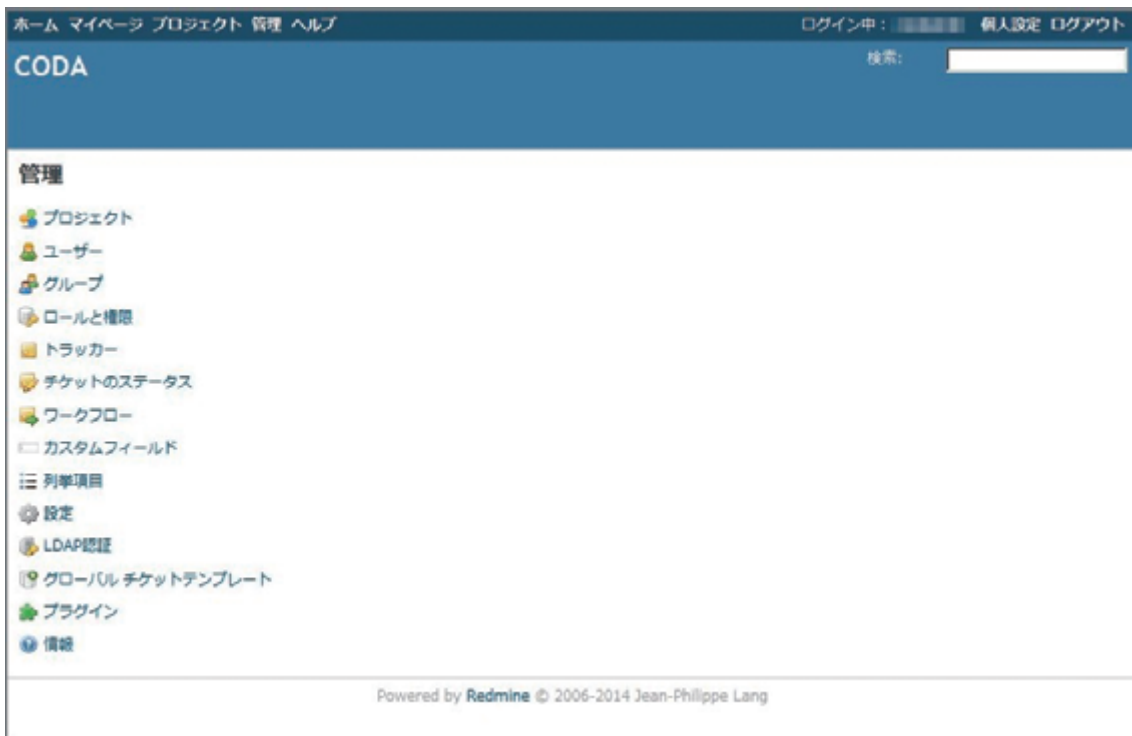 ホーム マイページ プロジェクト 管理 ヘルプ ログイン中: 個人設定 ログアウト
CODA 検索:
管理
プロジェクト
ユーザー
グループ
ロールと権限
トラッカー
チケットのステータス
ワークフロー
カスタムフィールド
列挙項目
設定
LDAP認証
グローバル チケットテンプレート
プラグイン
情報
Powered by Redmine © 2006-2014 Jean-Philippe Lang